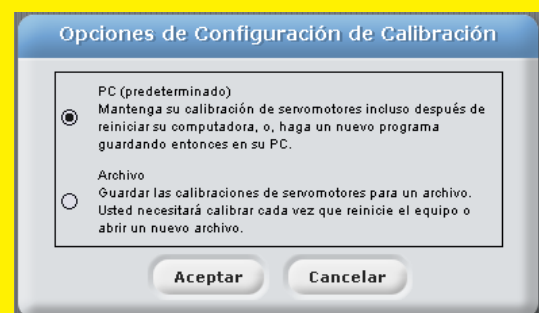 Opciones de Configuración de Calibración
PC (predeterminado)
Mantenga su calibración de servomotores incluso después de
reiniciar su computadora, o, haga un nuevo programa
guardando entonces en su PC.
Archivo
Guardar las calibraciones de servomotores para un archivo.
Usted necesitará calibrar cada vez que reinicie el equipo o
abrir un nuevo archivo.
Aceptar Cancelar